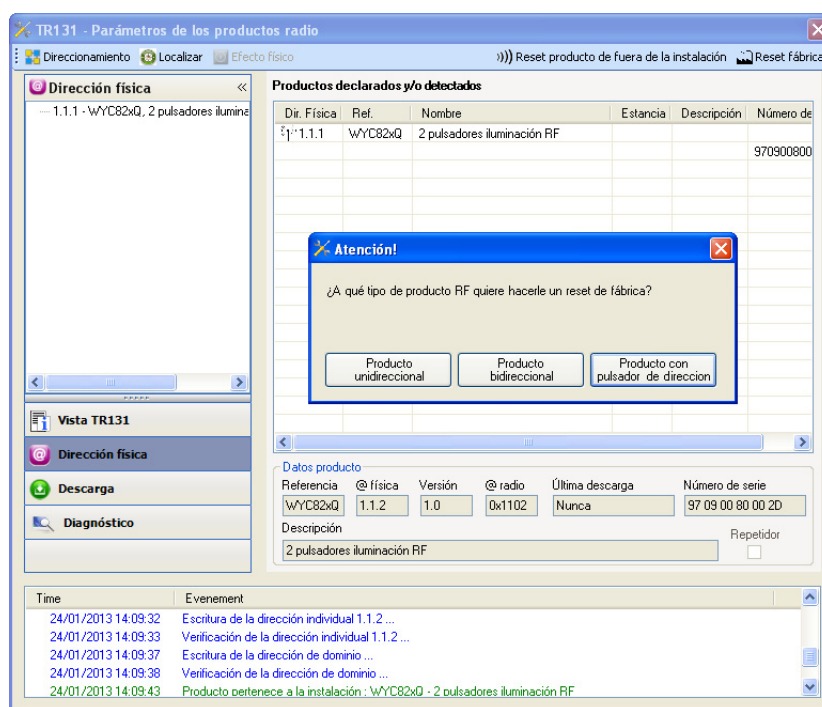 TR131 - Parámetros de los productos radio
Direccionamiento Localizar Efecto físico ))) Reset producto de fuera de la instalación Reset fábrica
Dirección física «
1.1.1 - WYC82xQ, 2 pulsadores ilumina
Productos declarados y/o detectados
Dir. Física Ref. Nombre Estancia Descripción Número de
1.1.1 WYC82xQ 2 pulsadores iluminación RF
970900800
Atención!
¿A qué tipo de producto RF quiere hacerle un reset de fábrica?
Producto unidireccional
Producto bidireccional
Producto con pulsador de direccion
Vista TR131
Dirección física
Descarga
Diagnóstico
Datos producto
Referencia @ física Versión @ radio Última descarga Número de serie
WYC82xQ 1.1.2 1.0 0x1102 Nunca 97 09 00 80 00 2D
Descripción
Repetidor
2 pulsadores iluminación RF
Time Evenement
24/01/2013 14:09:32 Escritura de la dirección individual 1.1.2 ...
24/01/2013 14:09:33 Verificación de la dirección individual 1.1.2 ...
24/01/2013 14:09:37 Escritura de la dirección de dominio ...
24/01/2013 14:09:38 Verificación de la dirección de dominio ...
24/01/2013 14:09:43 Producto pertenece a la instalación : WYC82xQ - 2 pulsadores iluminación RF